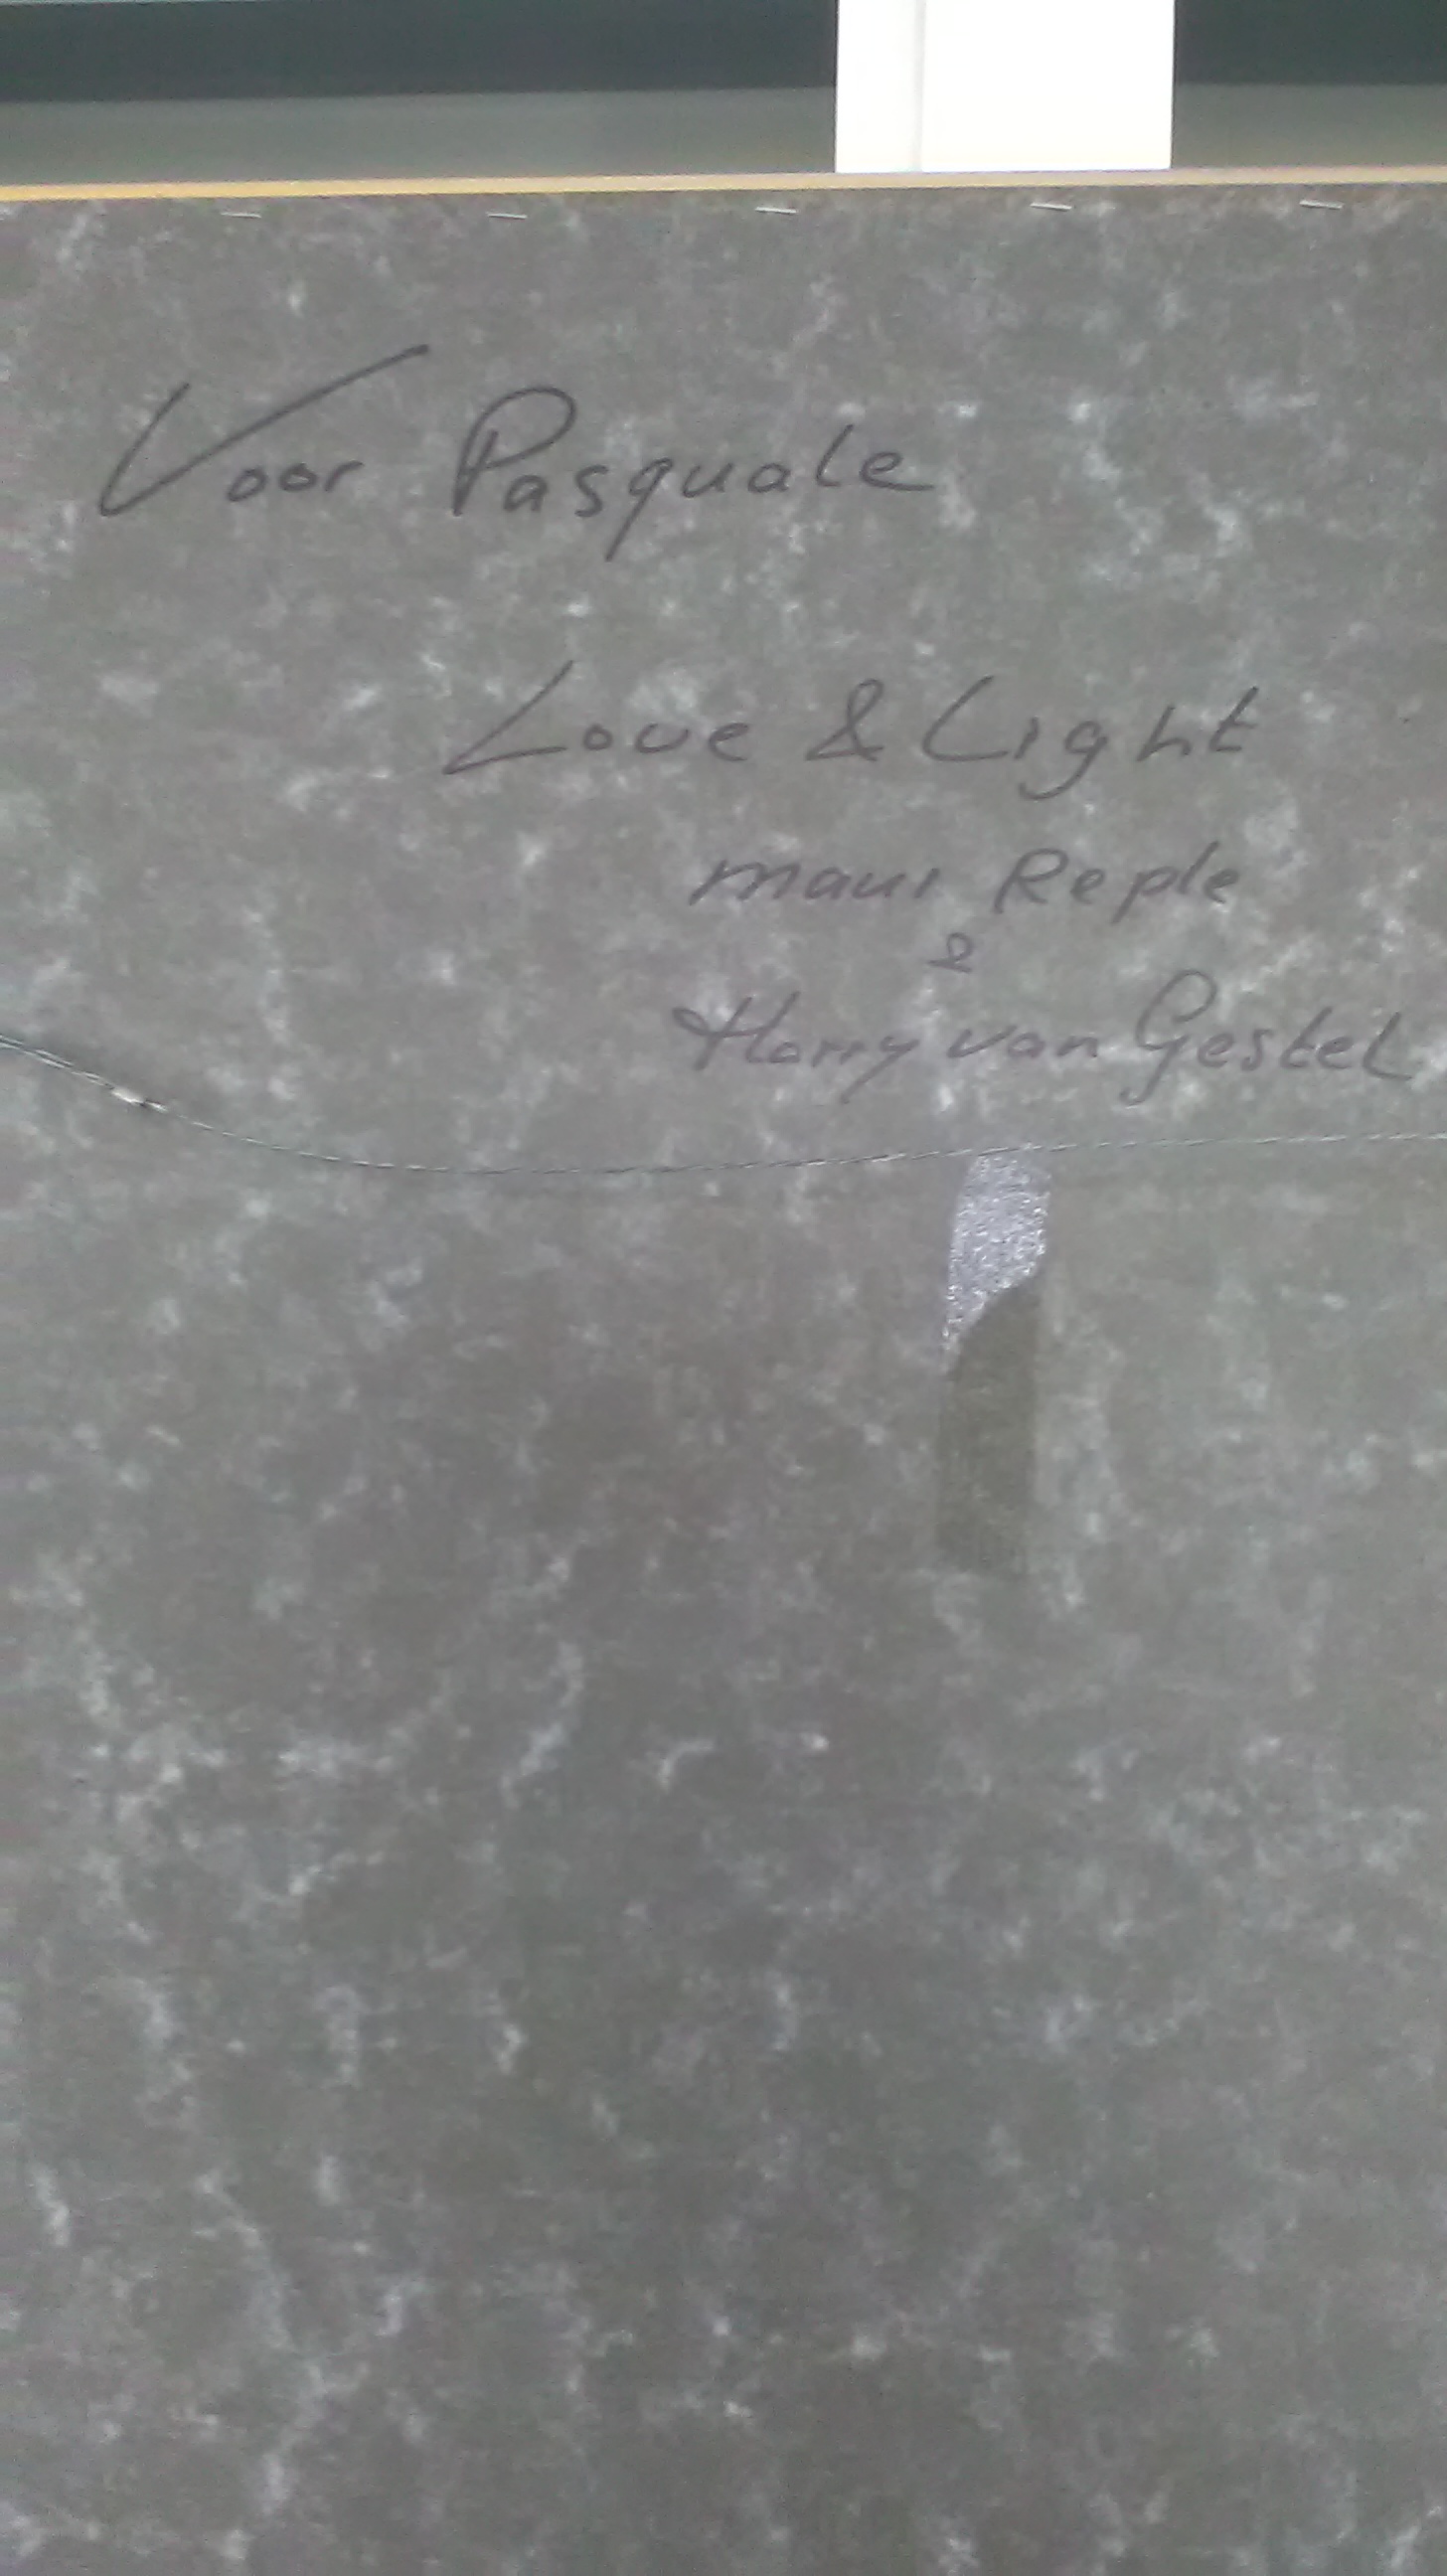 Voor Pasquale
Love & Light
maui Reple
&
Harry van Gestel